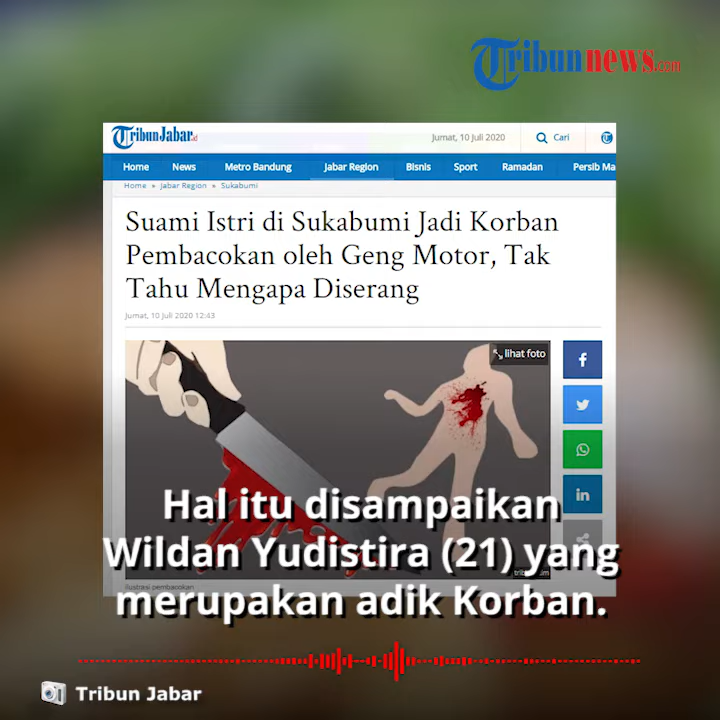 Tribunnews.com
TribunJabar.id
Jumat, 10 Juli 2020
Cari
Home News Metro Bandung Jabar Region Bisnis Sport Ramadan Persib Ma
Home » Jabar Region » Sukabumi
Suami Istri di Sukabumi Jadi Korban
Pembacokan oleh Geng Motor, Tak
Tahu Mengapa Diserang
Jumat, 10 Juli 2020 12:43
lihat foto
Hal itu disampaikan
Wildan Yudistira (21) yang
merupakan adik Korban.
ilustrasi pembacokan
Tribun Jabar